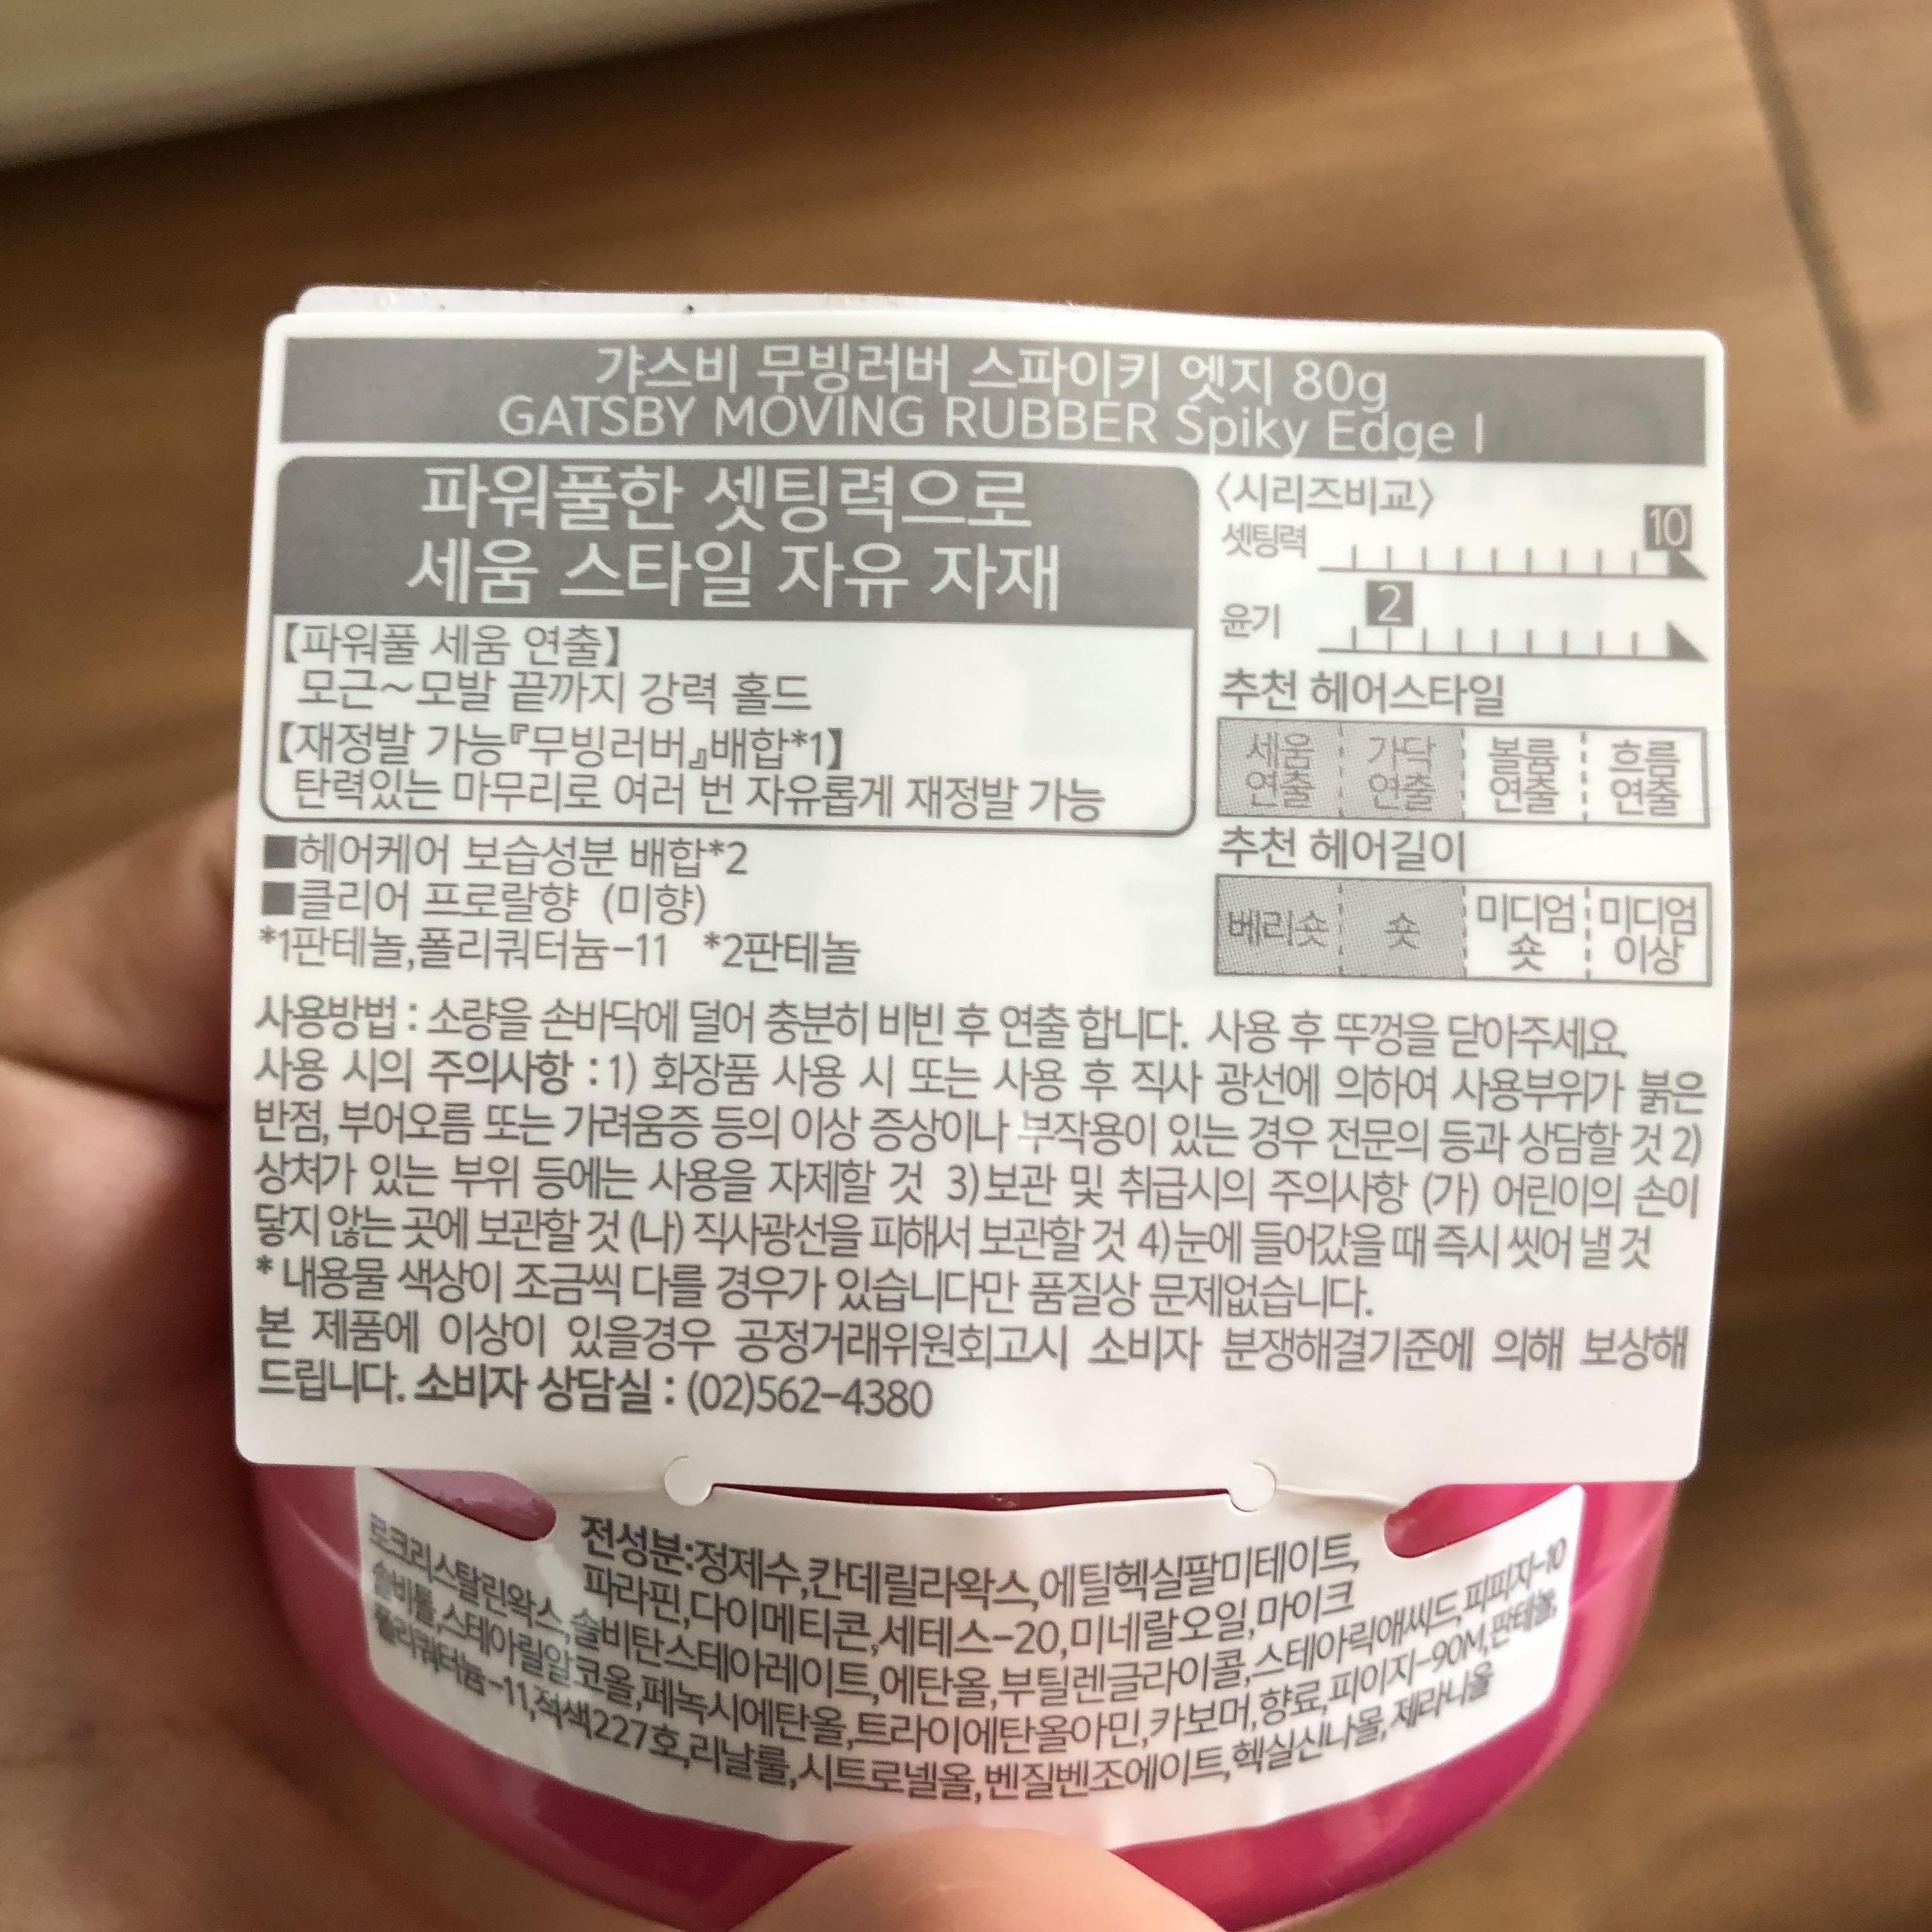 갸스비 무빙러버 스파이키 엣지 80g
GATSBY MOVING RUBBER Spiky Edge I
파워풀한 셋팅력으로
세움 스타일 자유 자재
【파워풀 세움 연출】
모근~모발 끝까지 강력 홀드
【재정발 가능『무빙러버』배합*1】
탄력있는 마무리로 여러 번 자유롭게 재정발 가능
■헤어케어 보습성분 배합*2
■클리어 프로랄향 (미향)
*1판테놀,폴리쿼터늄-11 *2판테놀
〈시리즈비교〉
셋팅력 10
윤기 2
추천 헤어스타일
세움 연출 가닥 연출 볼륨 연출 흐름 연출
추천 헤어길이
베리숏 숏 미디엄 숏 미디엄 이상
사용방법 : 소량을 손바닥에 덜어 충분히 비빈 후 연출 합니다. 사용 후 뚜껑을 닫아주세요.
사용 시의 주의사항 : 1) 화장품 사용 시 또는 사용 후 직사 광선에 의하여 사용부위가 붉은
반점, 부어오름 또는 가려움증 등의 이상 증상이나 부작용이 있는 경우 전문의 등과 상담할 것 2)
상처가 있는 부위 등에는 사용을 자제할 것 3)보관 및 취급시의 주의사항 (가) 어린이의 손이
닿지 않는 곳에 보관할 것 (나) 직사광선을 피해서 보관할 것 4)눈에 들어갔을 때 즉시 씻어 낼 것
* 내용물 색상이 조금씩 다를 경우가 있습니다만 품질상 문제없습니다.
본 제품에 이상이 있을경우 공정거래위원회고시 소비자 분쟁해결기준에 의해 보상해
드립니다. 소비자 상담실 : (02)562-4380
전성분:정제수,칸데릴라왁스,에틸헥실팔미테이트,
파라핀,다이메티콘,세테스-20,미네랄오일,마이크
로크리스탈린왁스,솔비탄스테아레이트,에탄올,부틸렌글라이콜,스테아릭애씨드,피피지-10
솔비톨,스테아릴알코올,페녹시에탄올,트라이에탄올아민,카보머,향료,피이지-90M,판테놀,
폴리쿼터늄-11,적색227호,리날룰,시트로넬올,벤질벤조에이트,헥실신나몰,제라니올